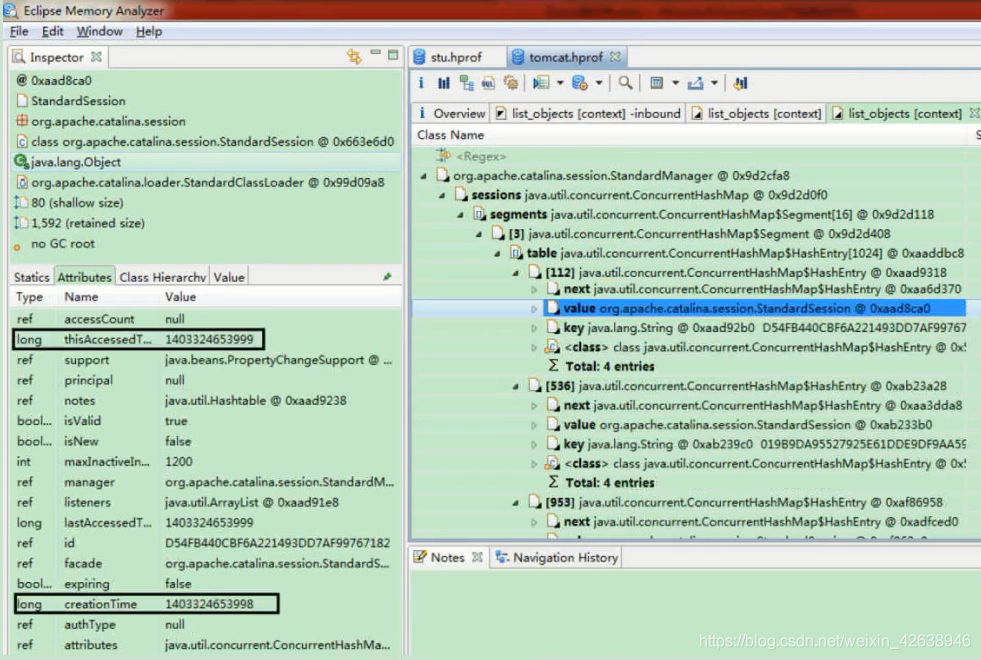 Eclipse Memory Analyzer
File Edit Window Help
Inspector
@ 0xaad8ca0
StandardSession
org.apache.catalina.session
class org.apache.catalina.session.StandardSession @ 0x663e6d0
java.lang.Object
org.apache.catalina.loader.StandardClassLoader @ 0x99d09a8
80 (shallow size)
1,592 (retained size)
no GC root
Statics Attributes Class Hierarchy Value
Type Name Value
ref accessCount null
long thisAccessedT... 1403324653999
ref support java.beans.PropertyChangeSupport @ ...
ref principal null
ref notes java.util.Hashtable @ 0xaad9238
bool... isValid true
bool... isNew false
int maxInactiveIn... 1200
ref manager org.apache.catalina.session.StandardM...
ref listeners java.util.ArrayList @ 0xaad91e8
long lastAccessedT... 1403324653999
ref id D54FB440CBF6A221493DD7AF99767182
ref facade org.apache.catalina.session.StandardS...
bool... expiring false
long creationTime 1403324653998
ref authType null
ref attributes java.util.concurrent.ConcurrentHashMa...
stu.hprof tomcat.hprof
i Overview list_objects [context] -inbound list_objects [context] list_objects [context]
Class Name S
<Regex>
org.apache.catalina.session.StandardManager @ 0x9d2cfa8
sessions java.util.concurrent.ConcurrentHashMap @ 0x9d2d0f0
segments java.util.concurrent.ConcurrentHashMap$Segment[16] @ 0x9d2d118
[3] java.util.concurrent.ConcurrentHashMap$Segment @ 0x9d2d408
table java.util.concurrent.ConcurrentHashMap$HashEntry[1024] @ 0xaaddbc8
[112] java.util.concurrent.ConcurrentHashMap$HashEntry @ 0xaad9318
next java.util.concurrent.ConcurrentHashMap$HashEntry @ 0xaa6d370
value org.apache.catalina.session.StandardSession @ 0xaad8ca0
key java.lang.String @ 0xaad92b0 D54FB440CBF6A221493DD7AF99767
<class> class java.util.concurrent.ConcurrentHashMap$HashEntry @ 0x
Σ Total: 4 entries
[536] java.util.concurrent.ConcurrentHashMap$HashEntry @ 0xab23a28
next java.util.concurrent.ConcurrentHashMap$HashEntry @ 0xaa3dda8
value org.apache.catalina.session.StandardSession @ 0xab233b0
key java.lang.String @ 0xab239c0 019B9DA95527925E61DDE9DF9AA59
<class> class java.util.concurrent.ConcurrentHashMap$HashEntry @ 0x
Σ Total: 4 entries
[953] java.util.concurrent.ConcurrentHashMap$HashEntry @ 0xaf86958
next java.util.concurrent.ConcurrentHashMap$HashEntry @ 0xadfced0
Notes Navigation History
https://blog.csdn.net/weixin_42638946